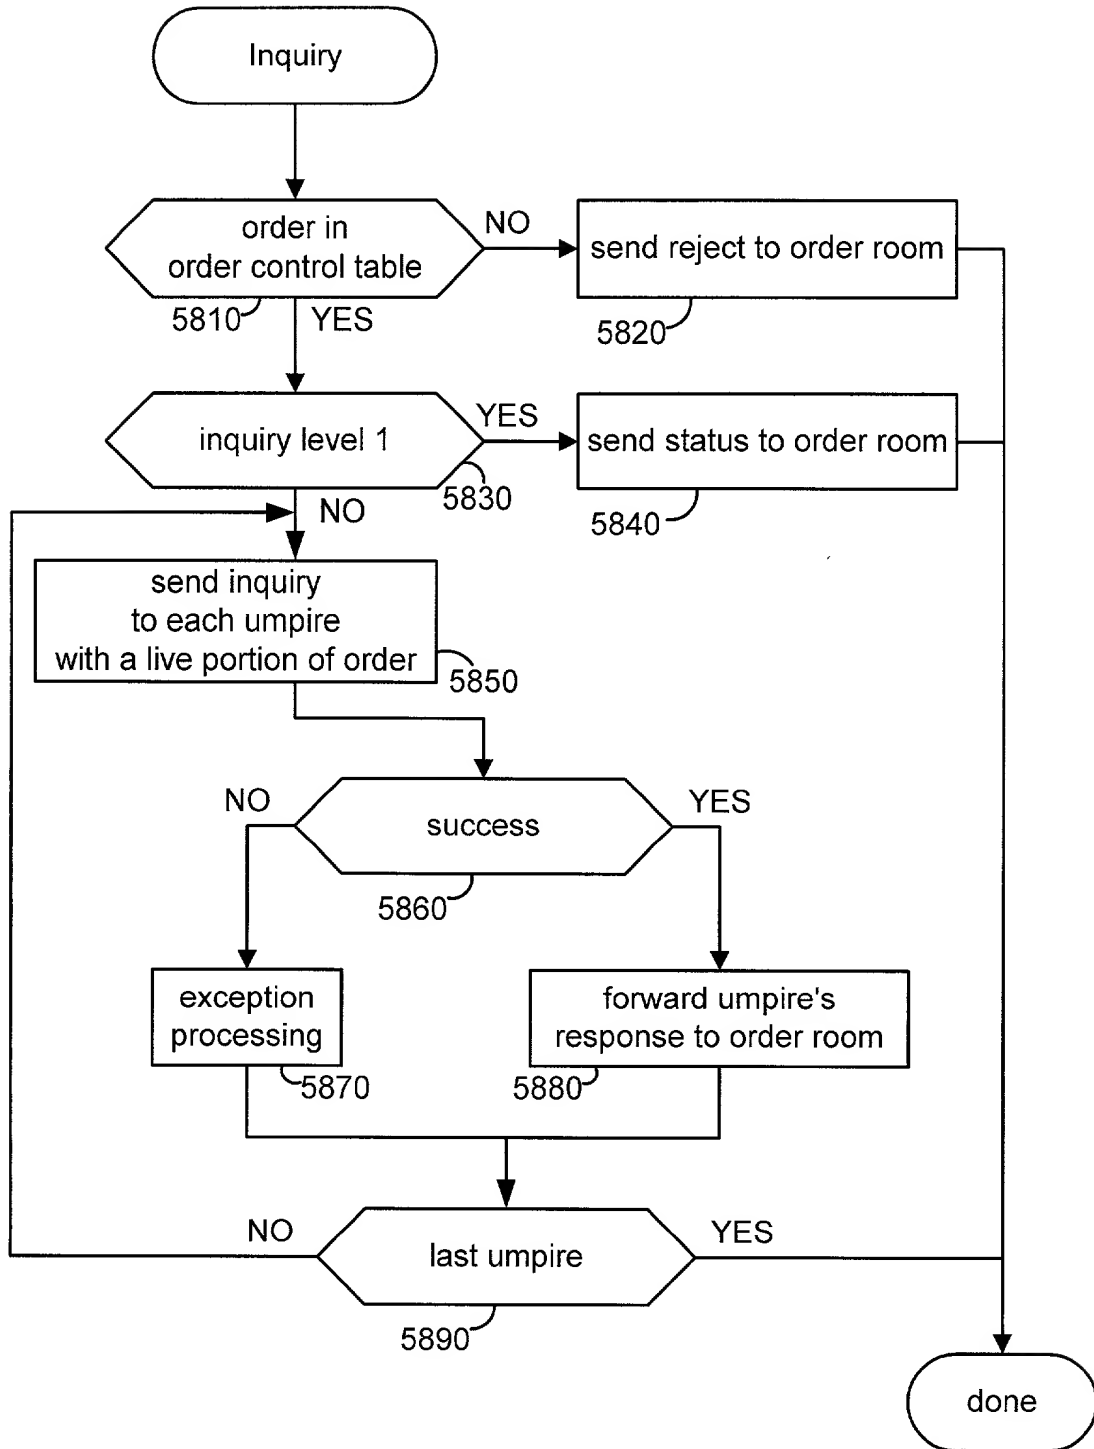 Inquiry
order in
order control table
NO
send reject to order room
5810
YES
5820
inquiry level 1
YES
send status to order room
5830
5840
NO
send inquiry
to each umpire
with a live portion of order
5850
NO
success
YES
5860
exception
processing
forward umpire's
response to order room
5870
5880
NO
last umpire
YES
5890
done